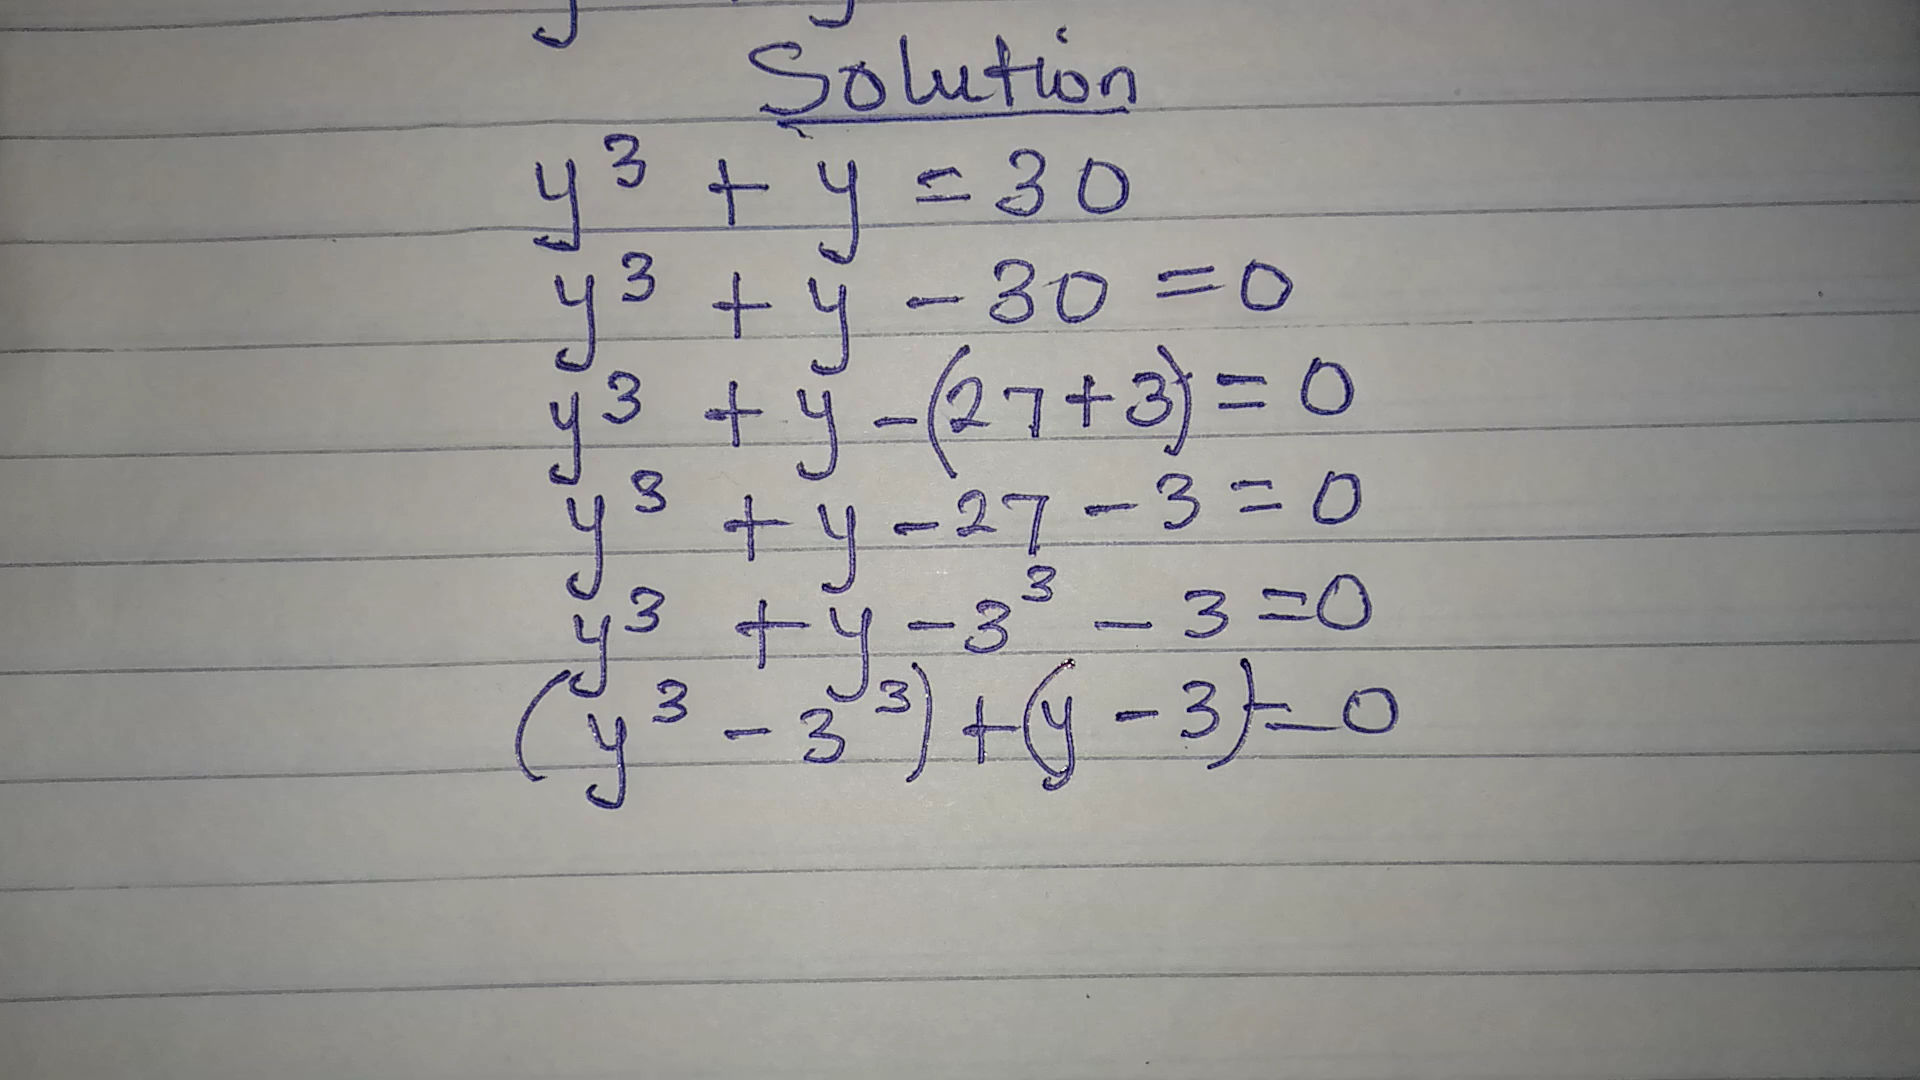 Solution
y³ + y = 30
y³ + y - 30 = 0
y³ + y - (27 + 3) = 0
y³ + y - 27 - 3 = 0
y³ + y - 3³ - 3 = 0
(y³ - 3³) + (y - 3) = 0